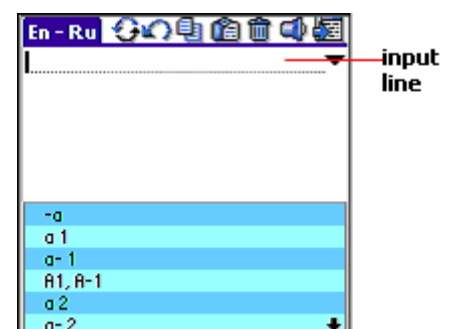 En - Ru
input
line
-a
a 1
a- 1
A1, A-1
a 2
a- 2